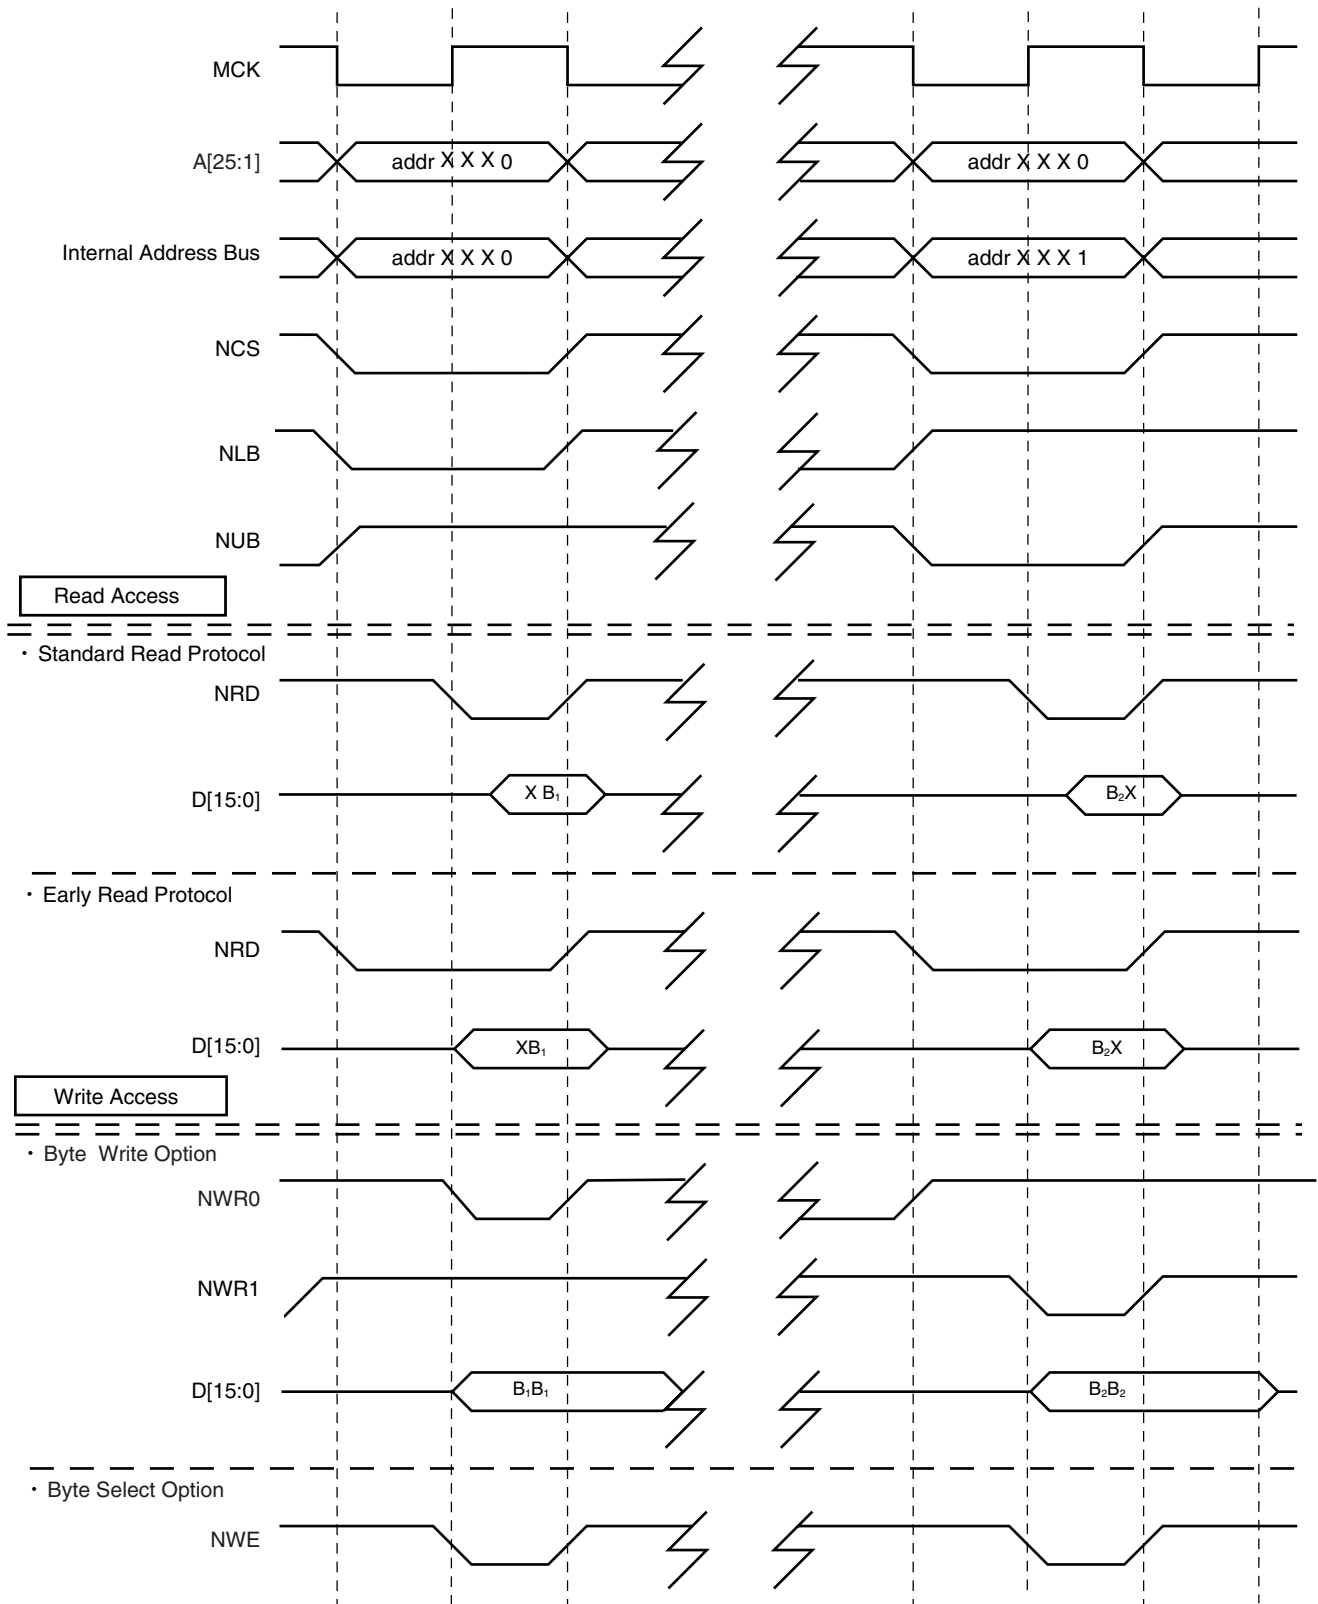 MCK
A[25:1]
addr X X X 0
addr X X X 0
Internal Address Bus
addr X X X 0
addr X X X 1
NCS
NLB
NUB
Read Access
· Standard Read Protocol
NRD
D[15:0]
X B₁
B₂X
· Early Read Protocol
NRD
D[15:0]
XB₁
B₂X
Write Access
· Byte Write Option
NWR0
NWR1
D[15:0]
B₁B₁
B₂B₂
· Byte Select Option
NWE